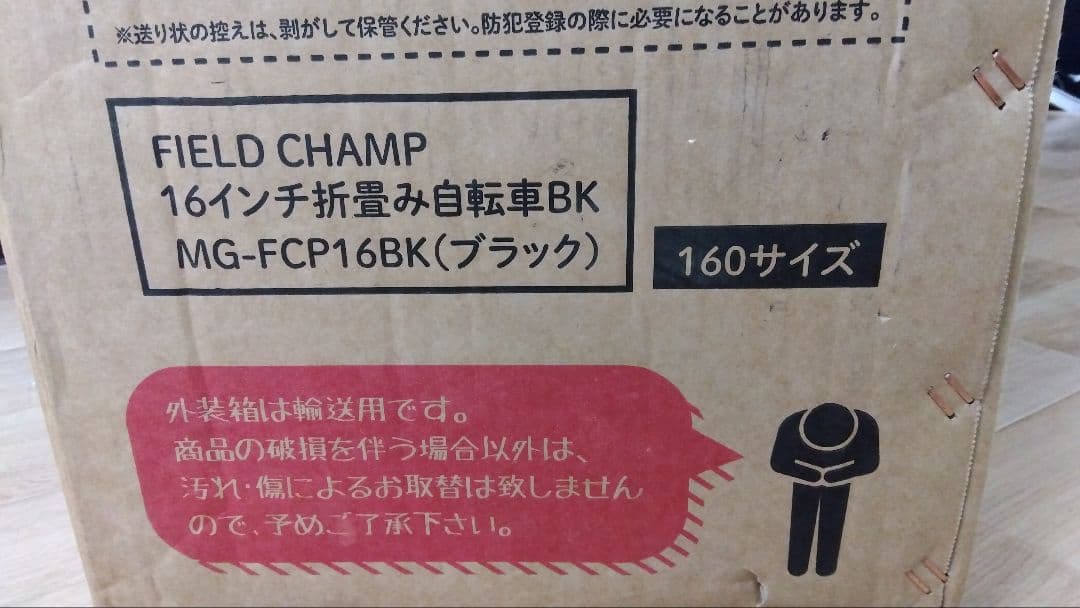 ※送り状の控えは、剥がして保管ください。防犯登録の際に必要になることがあります。
FIELD CHAMP
16インチ折畳み自転車BK
MG-FCP16BK(ブラック)
160サイズ
外装箱は輸送用です。
商品の破損を伴う場合以外は、
汚れ・傷によるお取替は致しません
ので、予めご了承下さい。